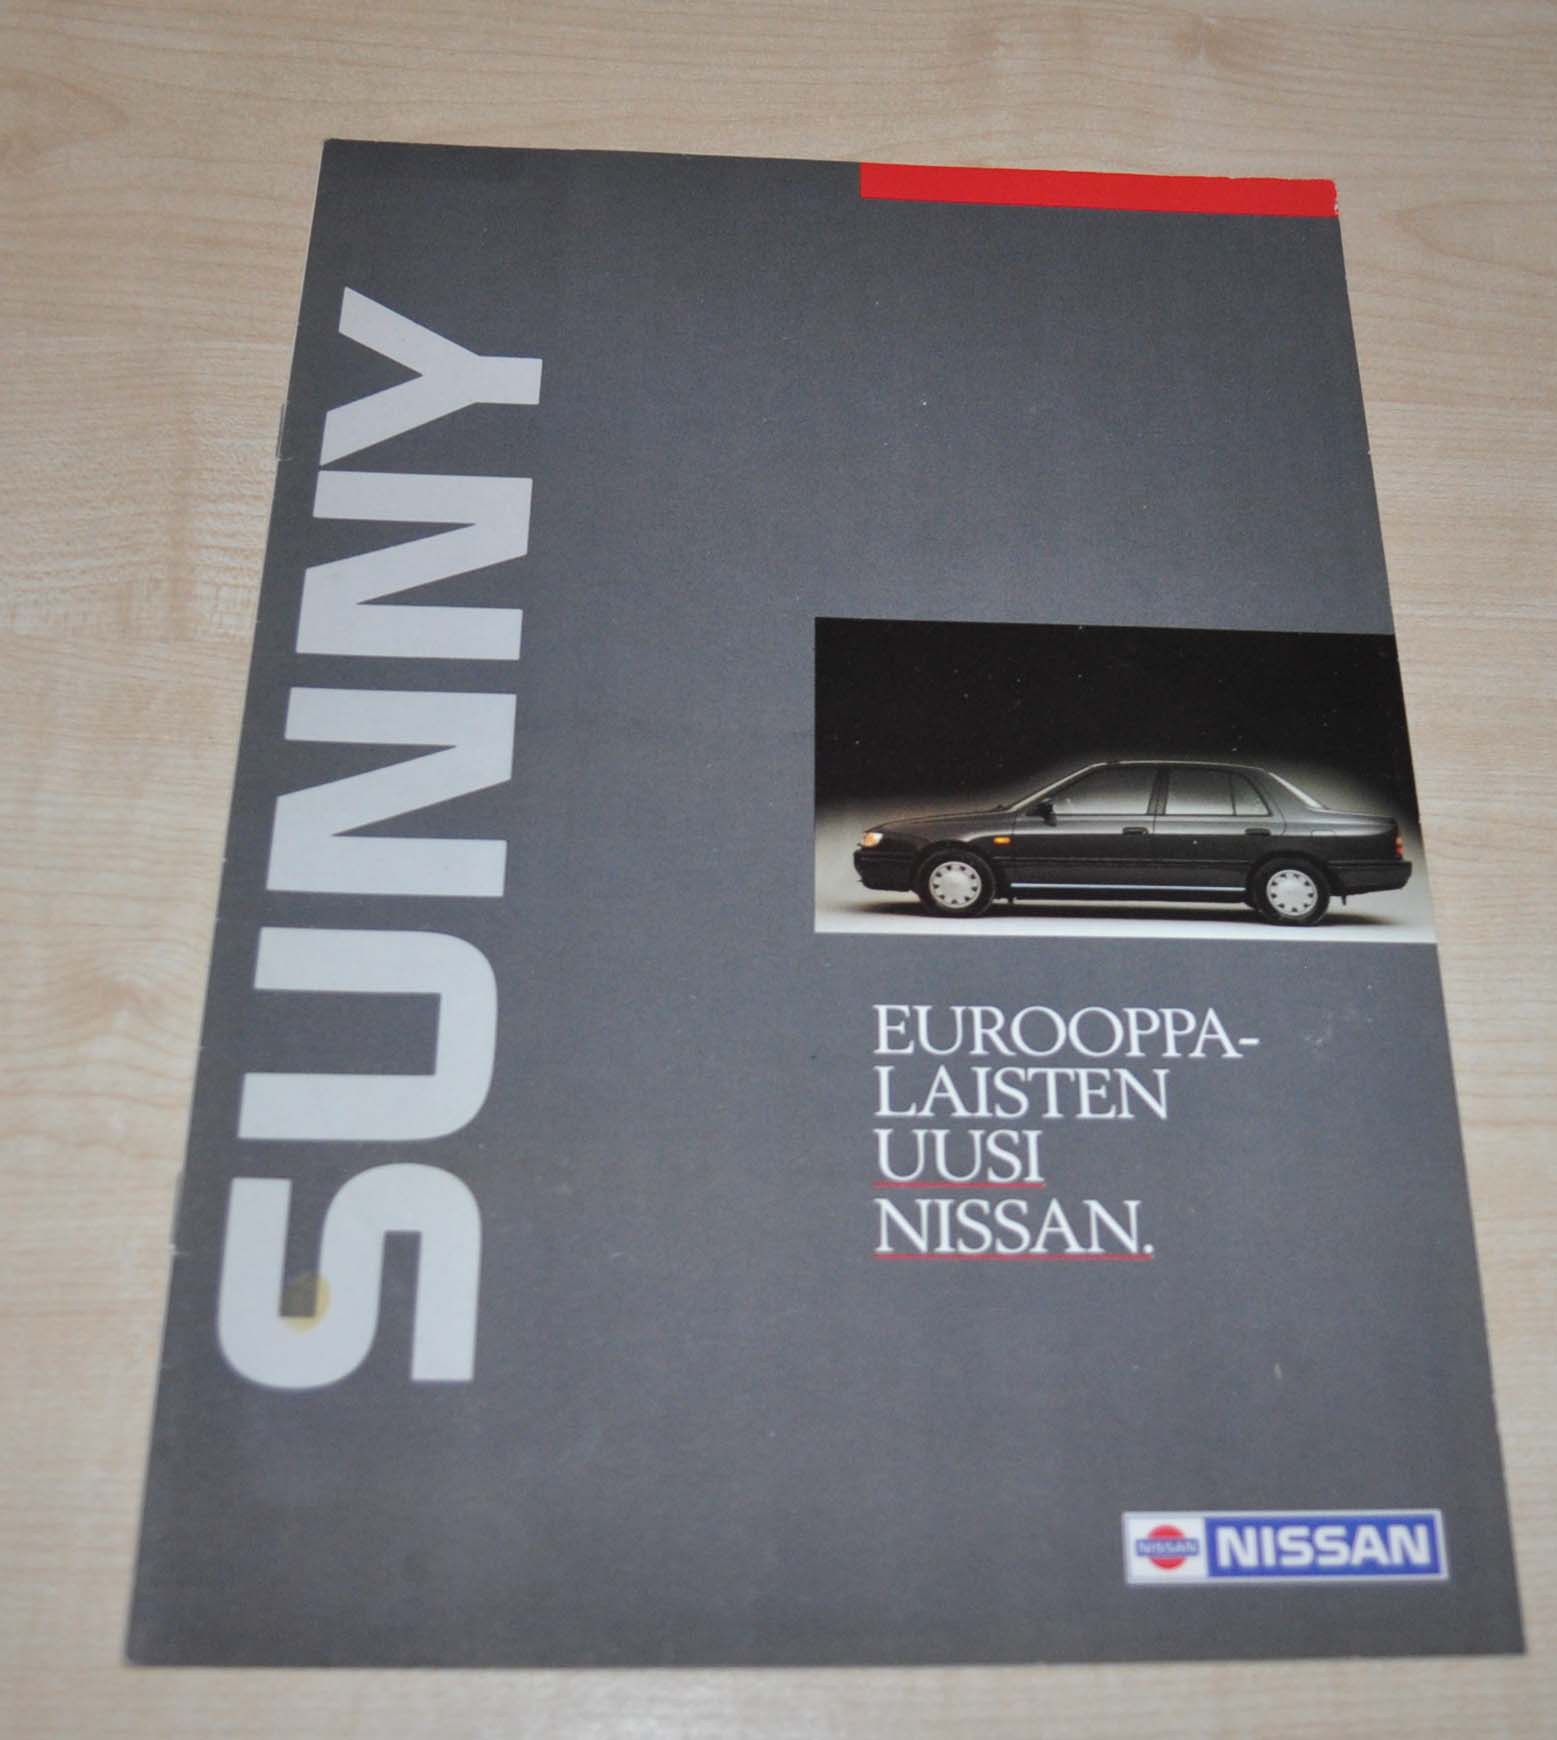 SUNNY
EUROOPPA-
LAISTEN
UUSI
NISSAN.
NISSAN
NISSAN